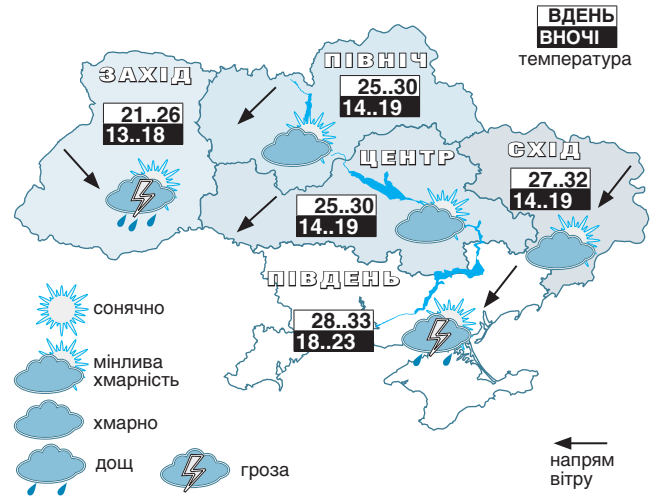 ВДЕНЬ
ВНОЧІ
температура
ЗАХІД
21..26
13..18
ПІВНІЧ
25..30
14..19
ЦЕНТР
25..30
14..19
СХІД
27..32
14..19
ПІВДЕНЬ
28..33
18..23
сонячно
мінлива
хмарність
хмарно
дощ
гроза
напрям
вітру